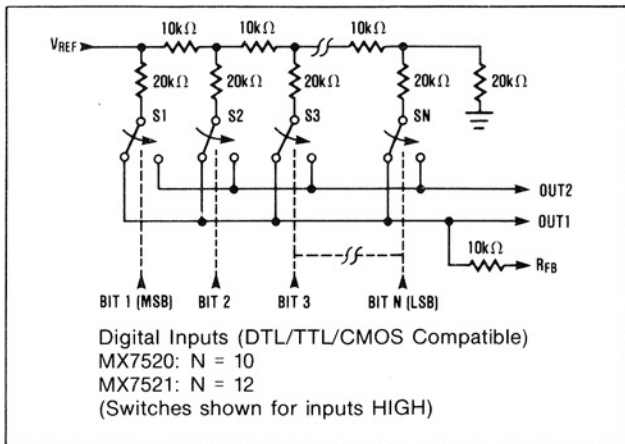 10kΩ 10kΩ 10kΩ
VREF
20kΩ 20kΩ 20kΩ 20kΩ 20kΩ
S1 S2 S3 SN
OUT2
OUT1
10kΩ
RFB
BIT 1 (MSB) BIT 2 BIT 3 BIT N (LSB)
Digital Inputs (DTL/TTL/CMOS Compatible)
MX7520: N = 10
MX7521: N = 12
(Switches shown for inputs HIGH)